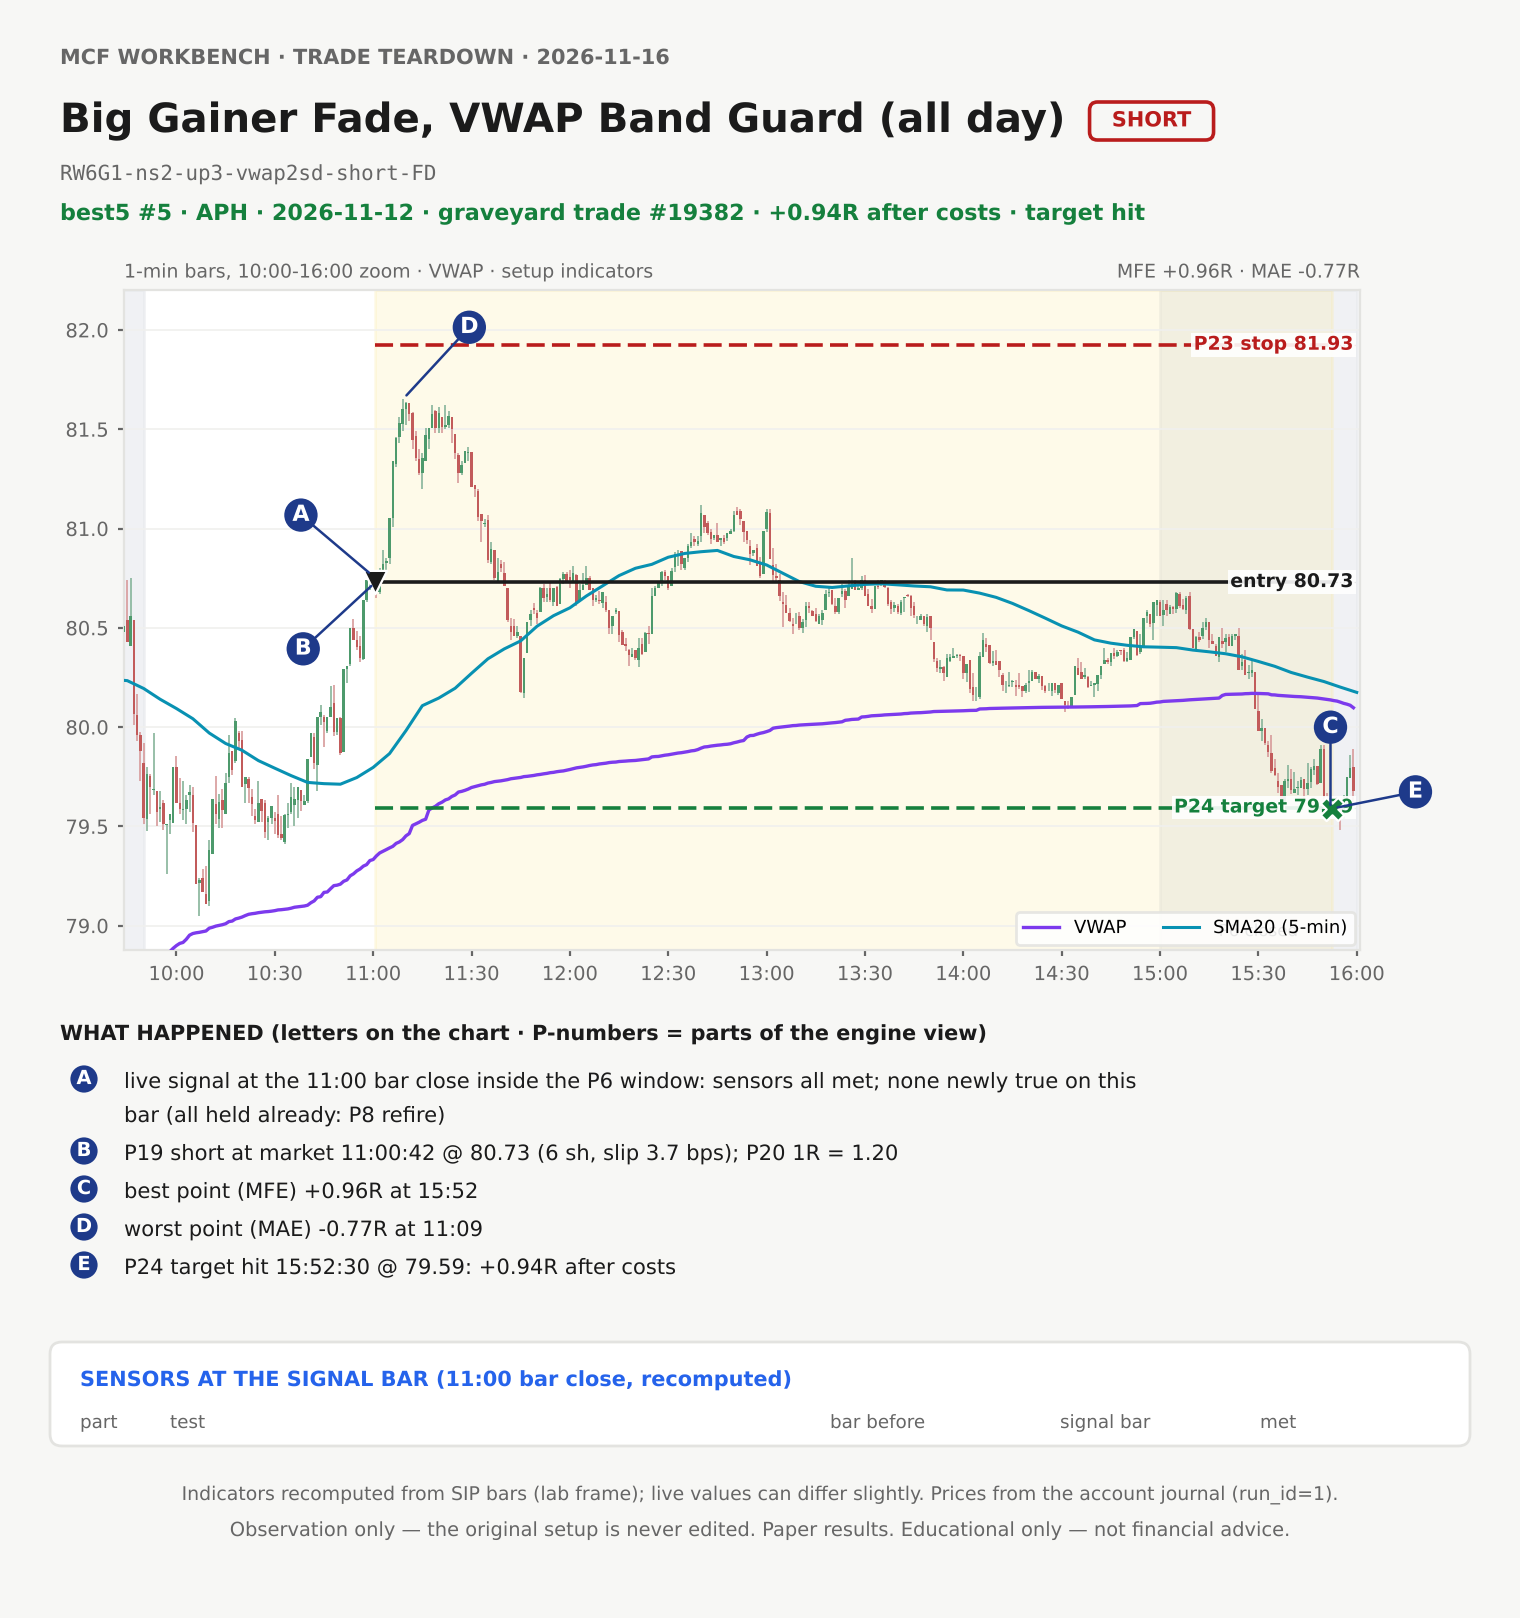 MCF WORKBENCH · TRADE TEARDOWN · 2026-11-16
Big Gainer Fade, VWAP Band Guard (all day) SHORT
RW6G1-ns2-up3-vwap2sd-short-FD
best5 #5 · APH · 2026-11-12 · graveyard trade #19382 · +0.94R after costs · target hit
1-min bars, 10:00-16:00 zoom · VWAP · setup indicators MFE +0.96R · MAE -0.77R
82.0
D
P23 stop 81.93
81.5
A
81.0
entry 80.73
80.5
B
80.0
C
E
P24 target 79.
79.5
79.0
VWAP SMA20 (5-min)
10:00 10:30 11:00 11:30 12:00 12:30 13:00 13:30 14:00 14:30 15:00 15:30 16:00
WHAT HAPPENED (letters on the chart · P-numbers = parts of the engine view)
A live signal at the 11:00 bar close inside the P6 window: sensors all met; none newly true on this
bar (all held already: P8 refire)
B P19 short at market 11:00:42 @ 80.73 (6 sh, slip 3.7 bps); P20 1R = 1.20
C best point (MFE) +0.96R at 15:52
D worst point (MAE) -0.77R at 11:09
E P24 target hit 15:52:30 @ 79.59: +0.94R after costs
SENSORS AT THE SIGNAL BAR (11:00 bar close, recomputed)
part test bar before signal bar met
Indicators recomputed from SIP bars (lab frame); live values can differ slightly. Prices from the account journal (run_id=1).
Observation only — the original setup is never edited. Paper results. Educational only — not financial advice.